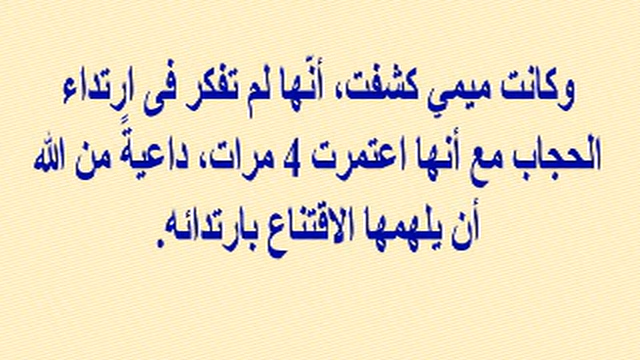 وكانت ميمي كشفت، أنّها لم تفكر فى ارتداء
الحجاب مع أنها اعتمرت 4 مرات، داعيةً من الله
أن يلهمها الاقتناع بارتدائه.